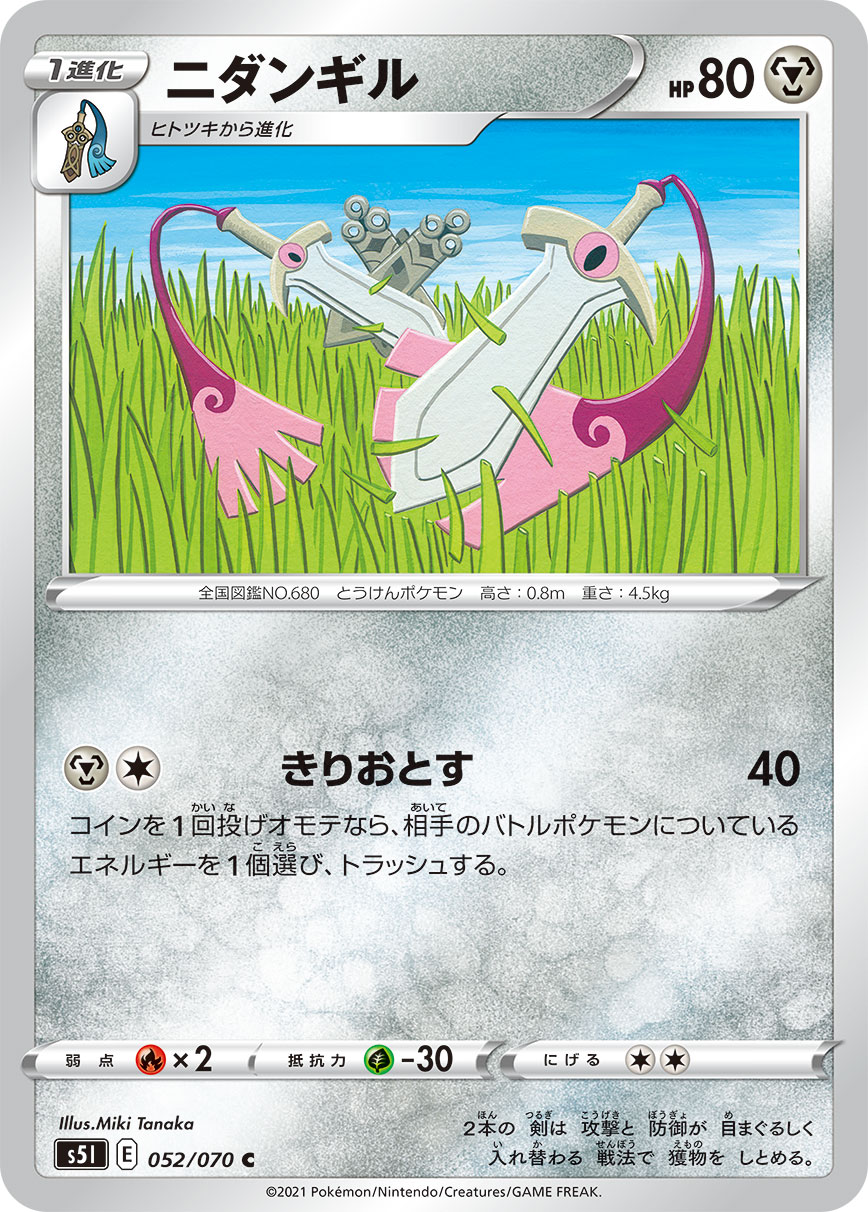 1進化
ニダンギル
HP80
ヒトツキから進化
全国図鑑NO.680 とうけんポケモン 高さ:0.8m 重さ:4.5kg
きりおとす 40
コインを1回投げオモテなら、相手のバトルポケモンについている
エネルギーを1個選び、トラッシュする。
弱点 ×2 抵抗力 -30 にげる
Illus.Miki Tanaka
s5I E 052/070 C
2本の 剣は 攻撃と 防御が 目まぐるしく
入れ替わる 戦法で 獲物を しとめる。
©2021 Pokémon/Nintendo/Creatures/GAME FREAK.